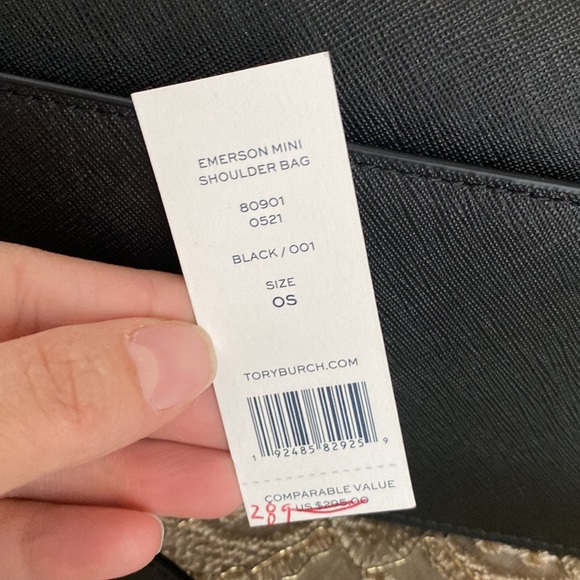 EMERSON MINI
SHOULDER BAG
80901
0521
BLACK / 001
SIZE
OS
TORYBURCH.COM
1 92485 82925 9
COMPARABLE VALUE
US $295.00
289